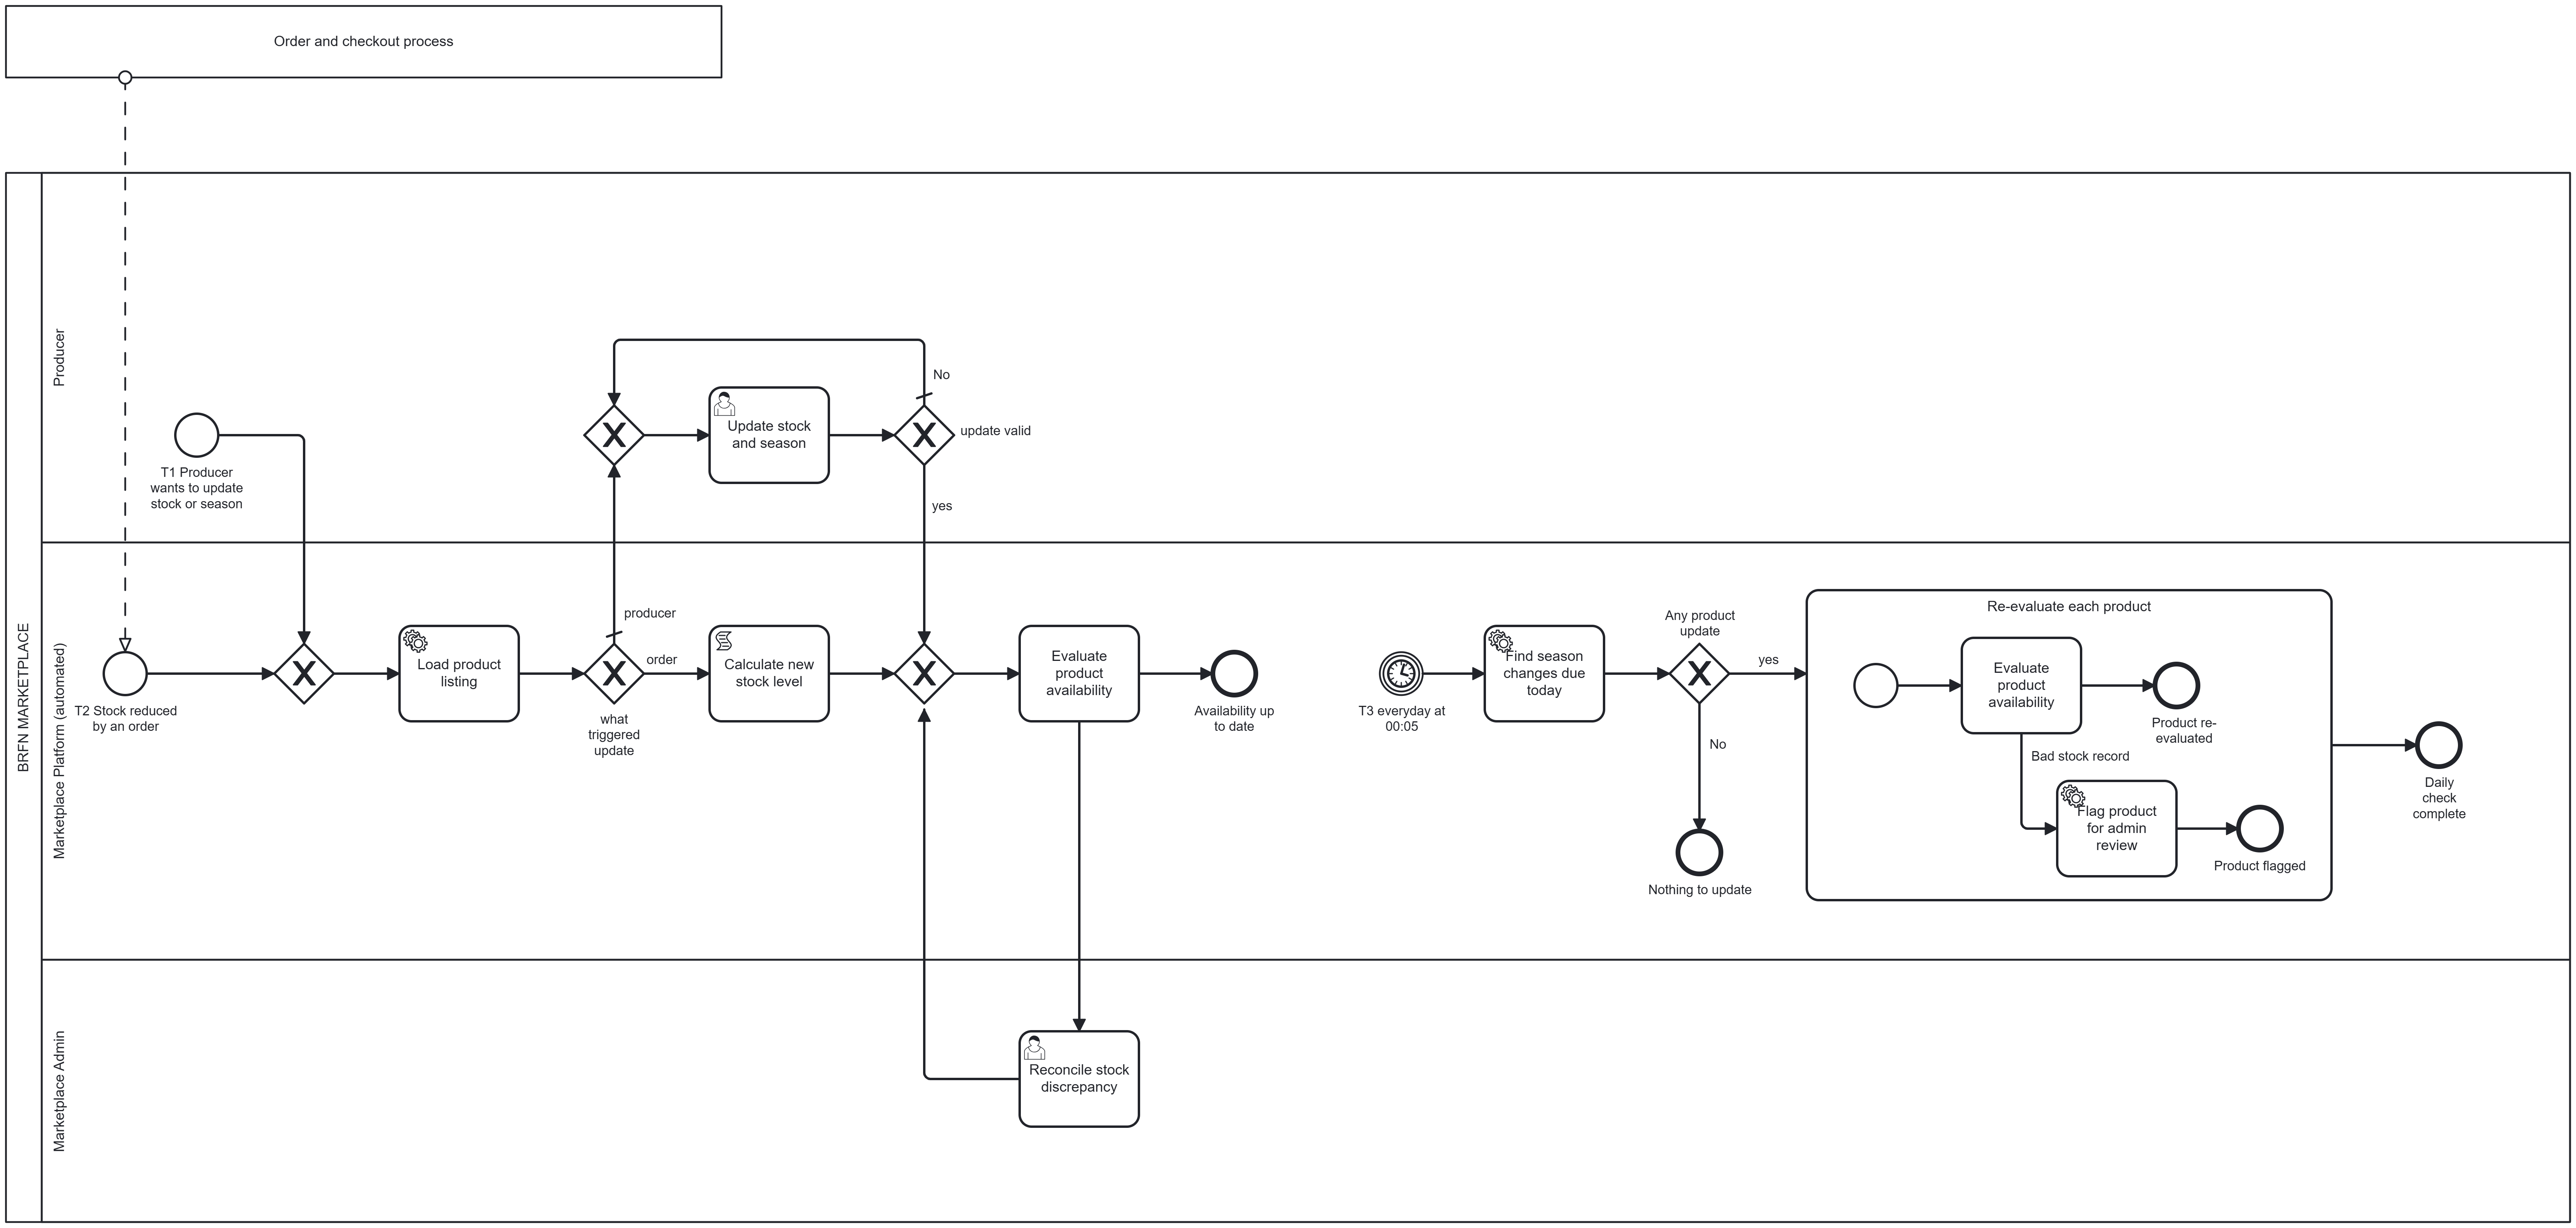 Order and checkout process
BRFN MARKETPLACE
Producer
T1 Producer
wants to update
stock or season
Update stock
and season
No
update valid
yes
Marketplace Platform (automated)
T2 Stock reduced
by an order
Load product
listing
producer
order
what
triggered
update
Calculate new
stock level
Evaluate
product
availability
Availability up
to date
T3 everyday at
00:05
Find season
changes due
today
Any product
update
yes
No
Nothing to update
Re-evaluate each product
Evaluate
product
availability
Product re-
evaluated
Bad stock record
Flag product
for admin
review
Product flagged
Daily
check
complete
Marketplace Admin
Reconcile stock
discrepancy